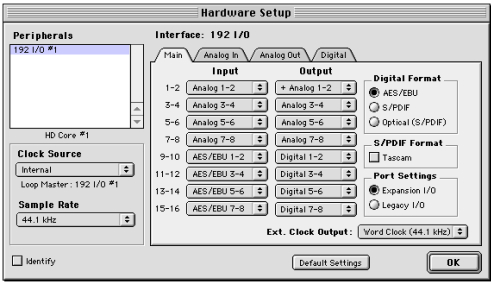 Hardware Setup
Peripherals
192 I/O #1
HD Core #1
Clock Source
Internal
Loop Master : 192 I/O #1
Sample Rate
44.1 kHz
Identify
Interface: 192 I/O
Main Analog In Analog Out Digital
Input Output
1-2 Analog 1-2 + Analog 1-2
3-4 Analog 3-4 Analog 3-4
5-6 Analog 5-6 Analog 5-6
7-8 Analog 7-8 Analog 7-8
9-10 AES/EBU 1-2 Digital 1-2
11-12 AES/EBU 3-4 Digital 3-4
13-14 AES/EBU 5-6 Digital 5-6
15-16 AES/EBU 7-8 Digital 7-8
Digital Format
AES/EBU
S/PDIF
Optical (S/PDIF)
S/PDIF Format
Tascam
Port Settings
Expansion I/O
Legacy I/O
Ext. Clock Output: Word Clock (44.1 kHz)
Default Settings
OK